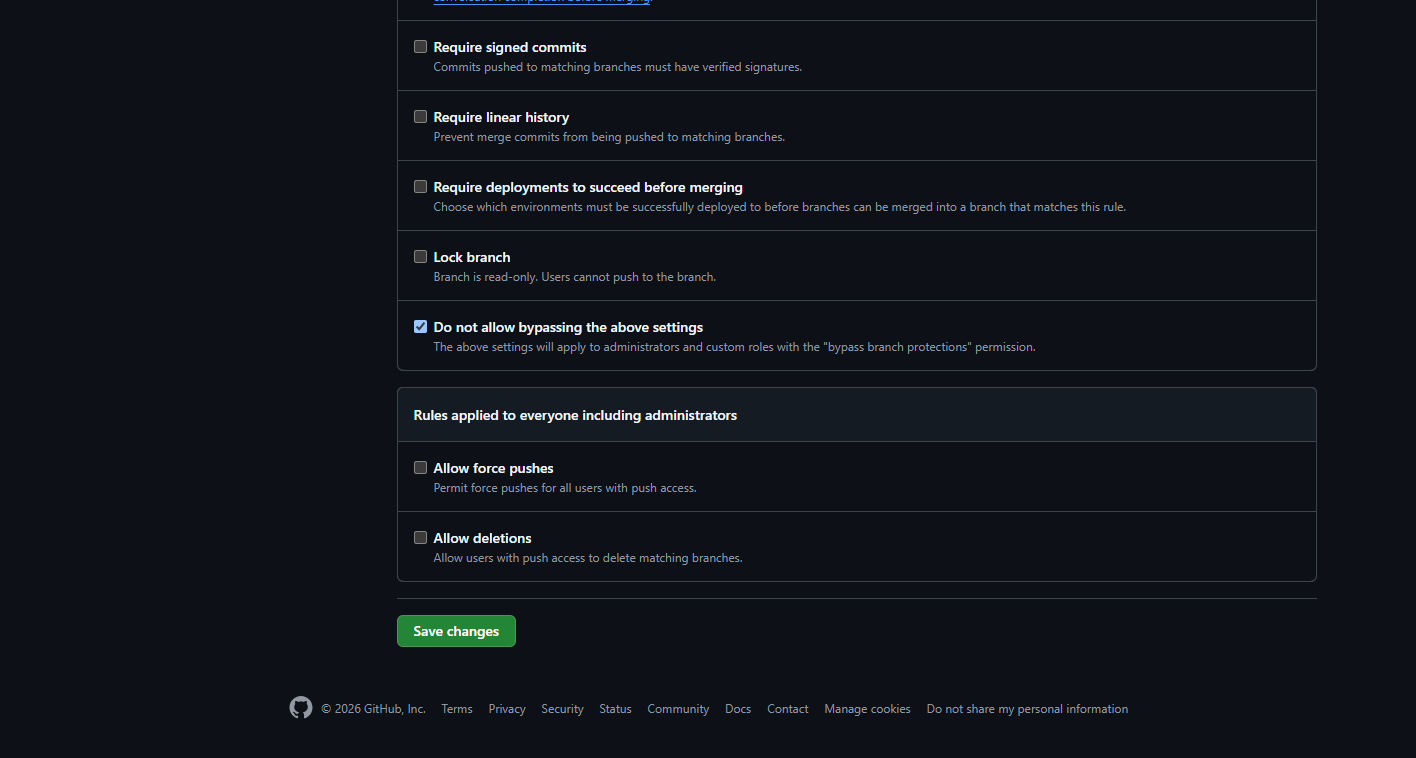 conversation completion before merging.
Require signed commits
Commits pushed to matching branches must have verified signatures.
Require linear history
Prevent merge commits from being pushed to matching branches.
Require deployments to succeed before merging
Choose which environments must be successfully deployed to before branches can be merged into a branch that matches this rule.
Lock branch
Branch is read-only. Users cannot push to the branch.
Do not allow bypassing the above settings
The above settings will apply to administrators and custom roles with the "bypass branch protections" permission.
Rules applied to everyone including administrators
Allow force pushes
Permit force pushes for all users with push access.
Allow deletions
Allow users with push access to delete matching branches.
Save changes
© 2026 GitHub, Inc. Terms Privacy Security Status Community Docs Contact Manage cookies Do not share my personal information